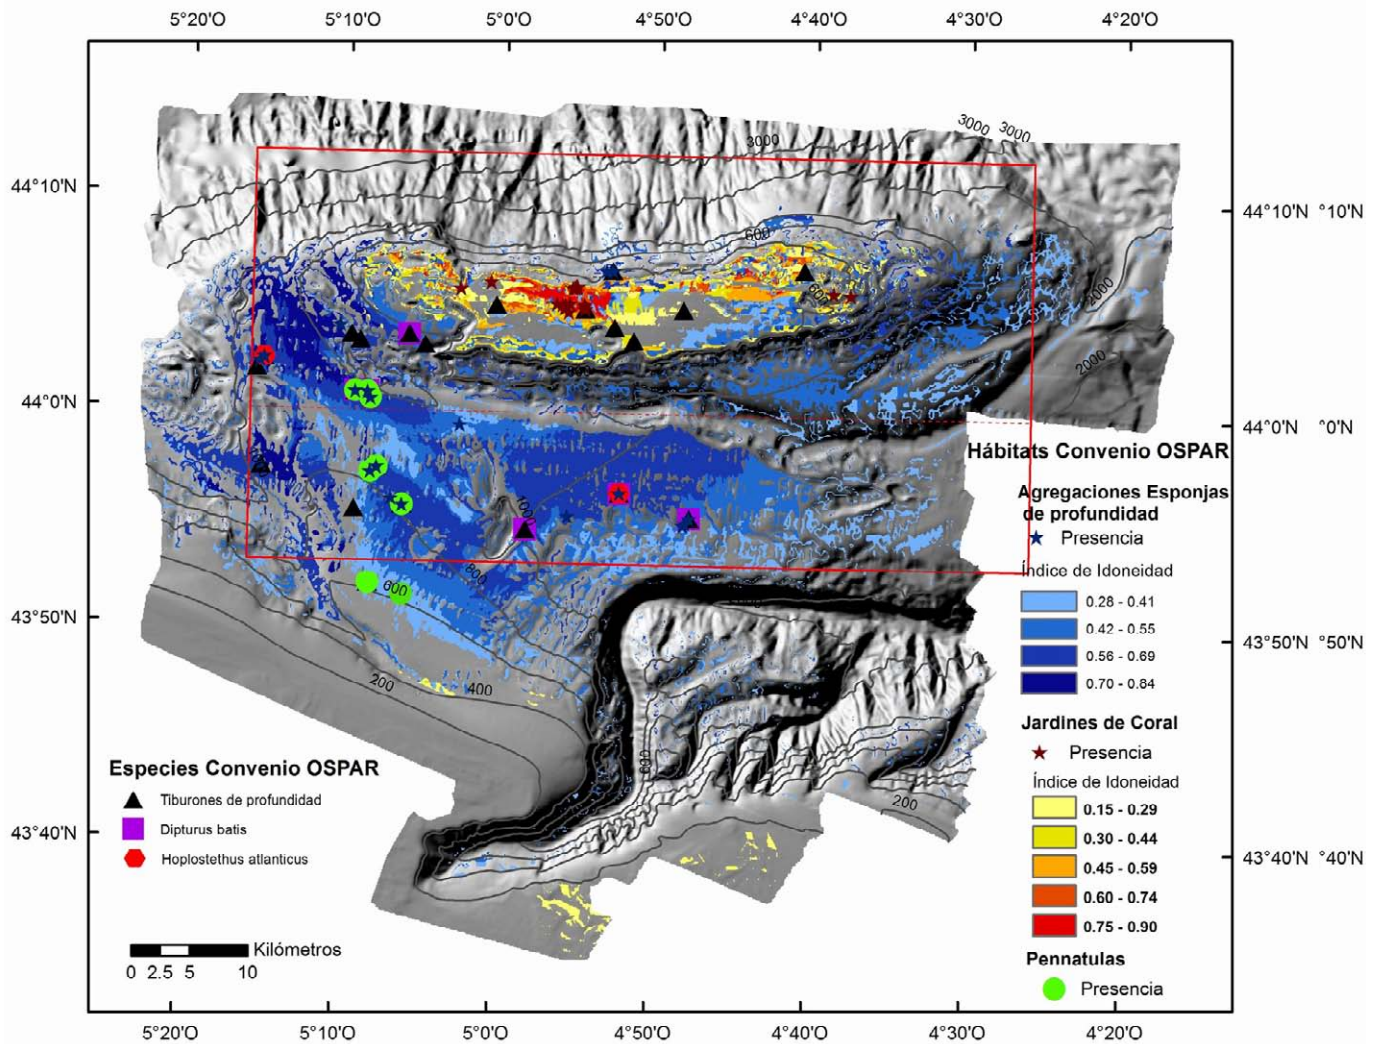 5°20'O 5°10'O 5°0'O 4°50'O 4°40'O 4°30'O 4°20'O
3000 3000 3000
44°10'N
44°10'N °10'N
600
600
2000
2000
44°0'N
44°0'N °0'N
1000
800
600
400
200
600
200
43°50'N
43°50'N °50'N
43°40'N
43°40'N °40'N
Hábitats Convenio OSPAR
Agregaciones Esponjas
de profundidad
Presencia
Índice de Idoneidad
0.28 - 0.41
0.42 - 0.55
0.56 - 0.69
0.70 - 0.84
Jardines de Coral
Presencia
Índice de Idoneidad
0.15 - 0.29
0.30 - 0.44
0.45 - 0.59
0.60 - 0.74
0.75 - 0.90
Pennatulas
Presencia
Especies Convenio OSPAR
Tiburones de profundidad
Dipturus batis
Hoplostethus atlanticus
Kilómetros
0 2.5 5 10
5°20'O 5°10'O 5°0'O 4°50'O 4°40'O 4°30'O 4°20'O